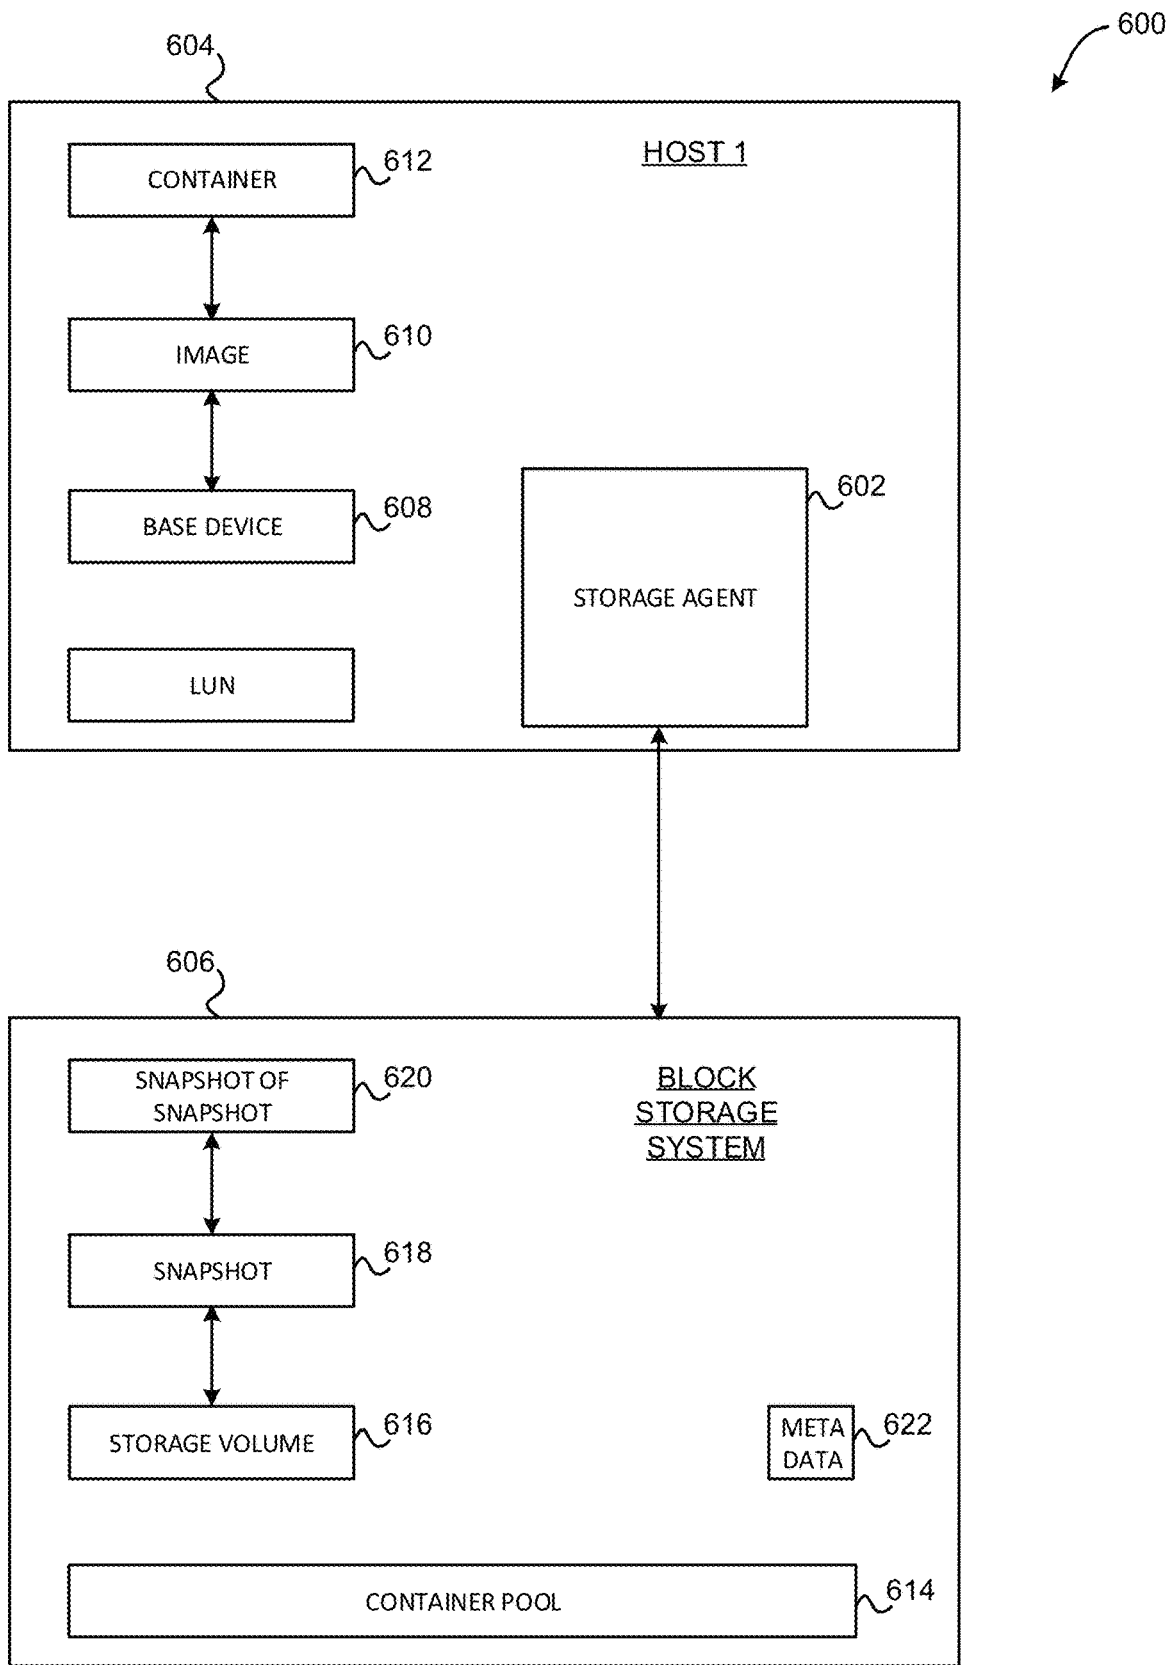 600
604
HOST 1
CONTAINER
612
IMAGE
610
BASE DEVICE
608
602
STORAGE AGENT
LUN
606
SNAPSHOT OF
SNAPSHOT
620
BLOCK
STORAGE
SYSTEM
SNAPSHOT
618
STORAGE VOLUME
616
META
DATA
622
CONTAINER POOL
614